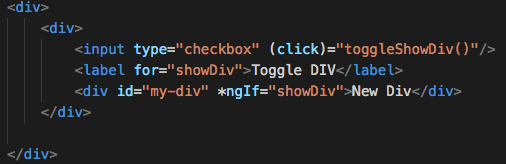 <div>
<div>
<input type="checkbox" (click)="toggleShowDiv()"/>
<label for="showDiv">Toggle DIV</label>
<div id="my-div" *ngIf="showDiv">New Div</div>
</div>
</div>